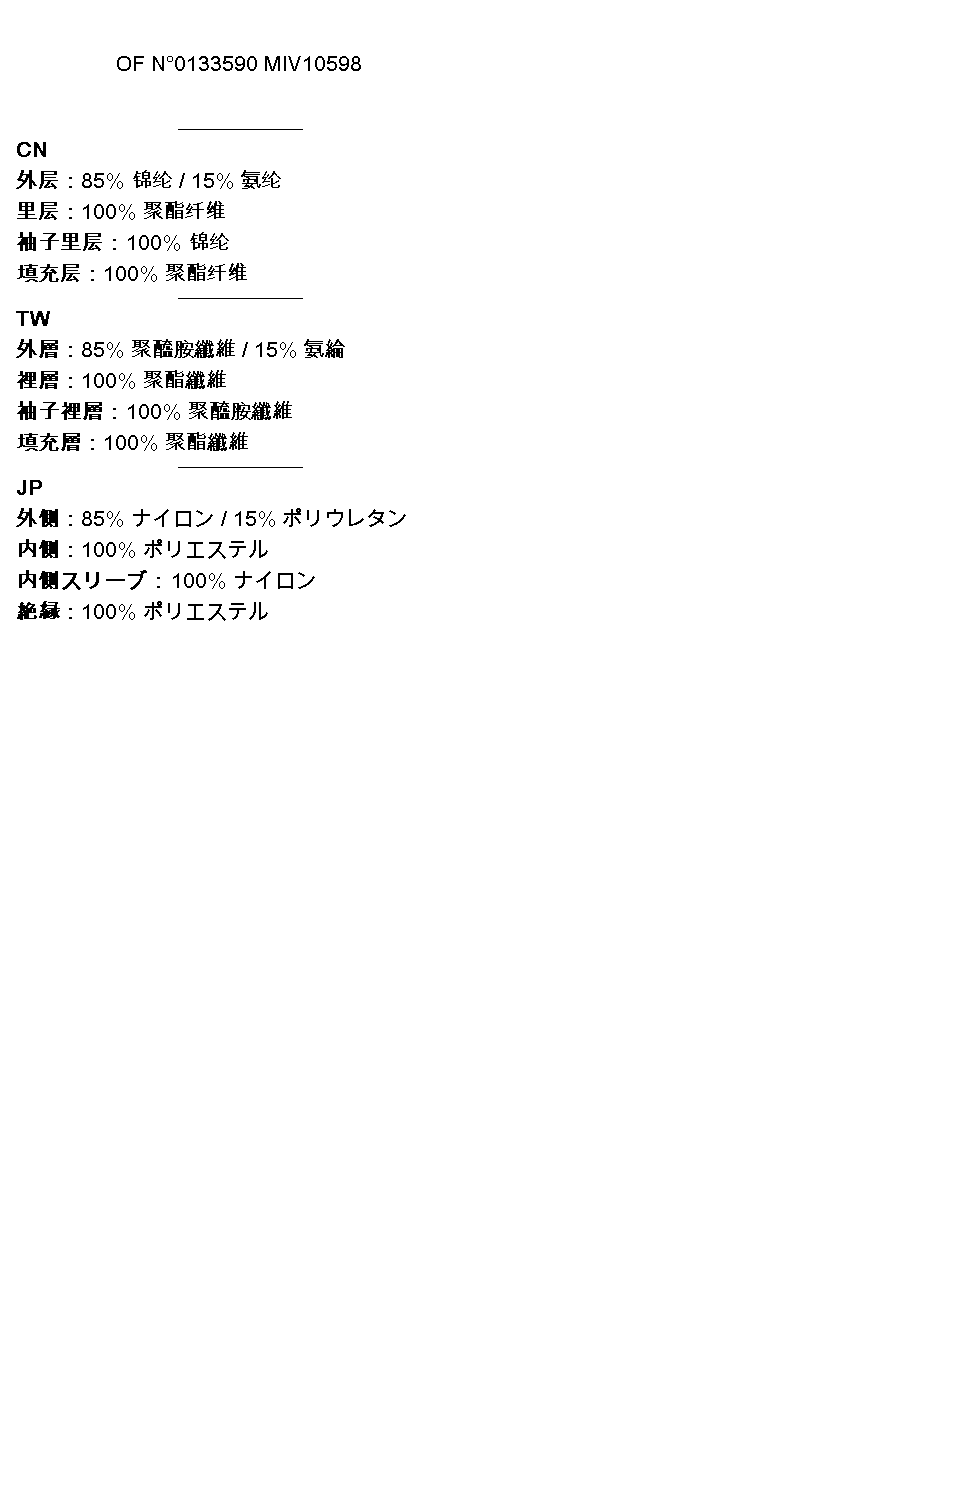 OF N°0133590 MIV10598
CN
外层 : 85% 锦纶 / 15% 氨纶
里层 : 100% 聚酯纤维
袖子里层 : 100% 锦纶
填充层 : 100% 聚酯纤维
TW
外層 : 85% 聚醯胺纖維 / 15% 氨綸
裡層 : 100% 聚酯纖維
袖子裡層 : 100% 聚醯胺纖維
填充層 : 100% 聚酯纖維
JP
外側 : 85% ナイロン / 15% ポリウレタン
内側 : 100% ポリエステル
内側スリーブ : 100% ナイロン
絶縁 : 100% ポリエステル